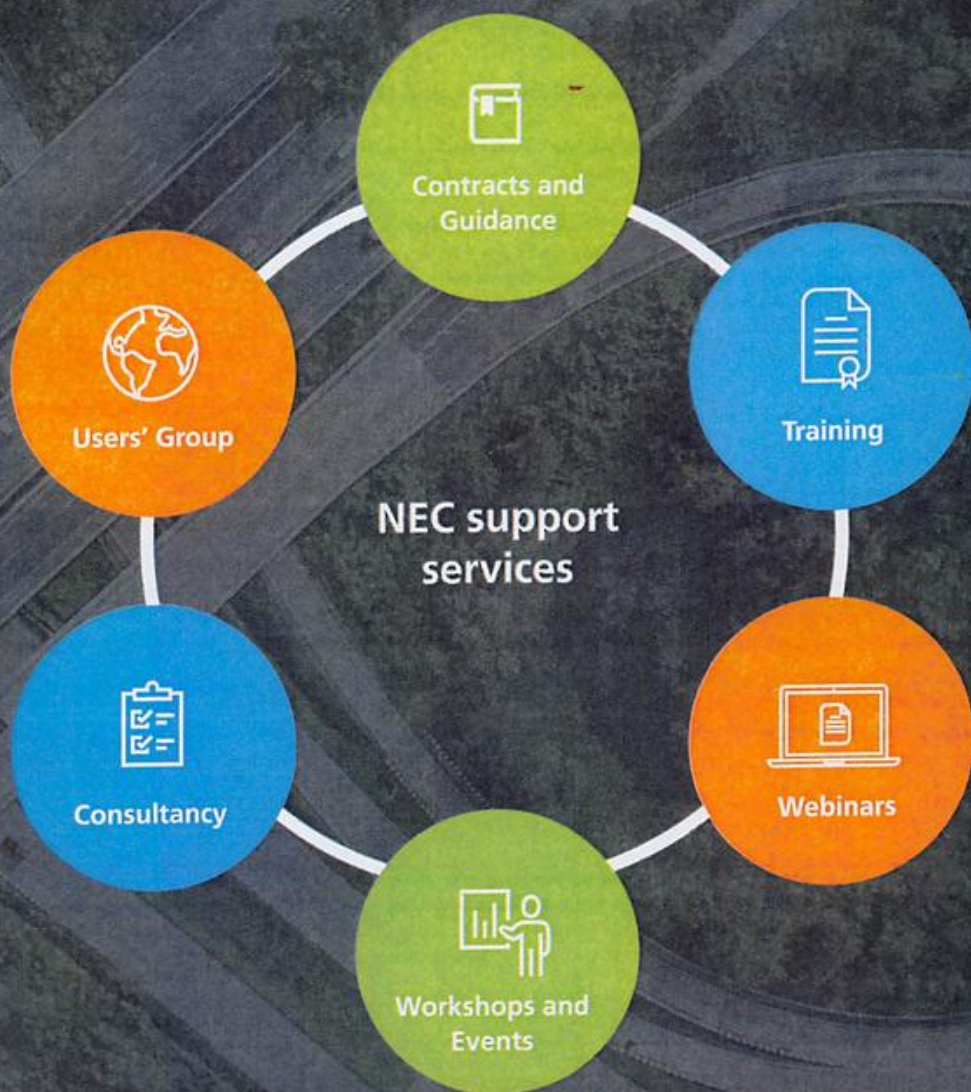 Contracts and
Guidance
Training
Webinars
Workshops and
Events
Consultancy
Users' Group
NEC support
services